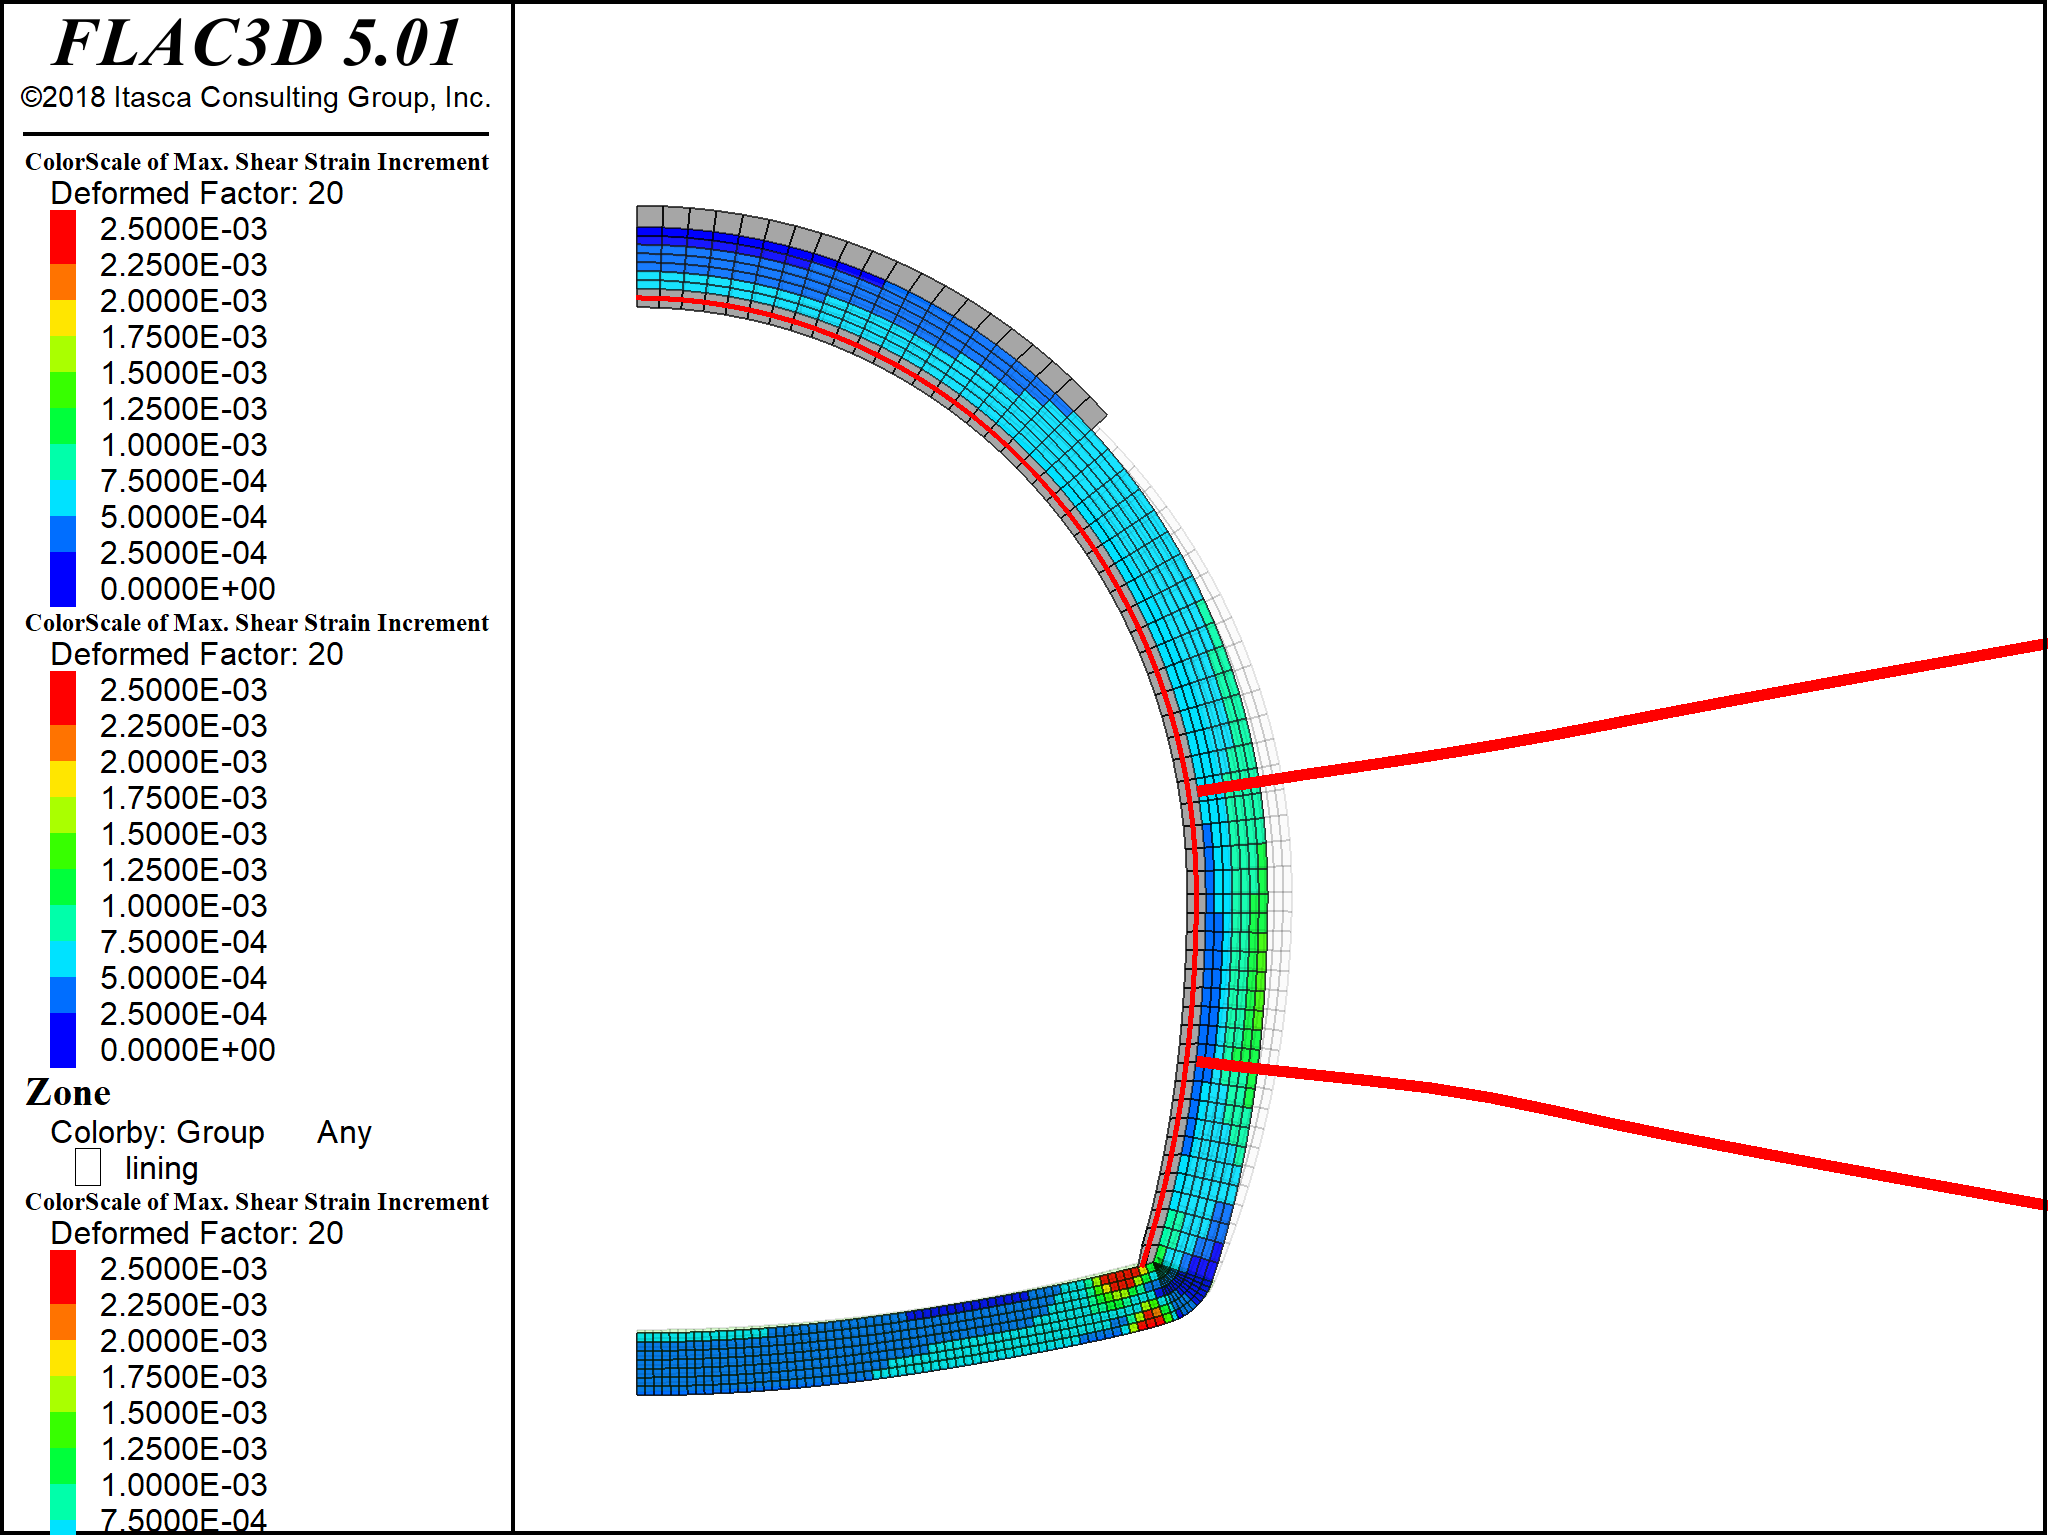 FLAC3D 5.01
©2018 Itasca Consulting Group, Inc.
ColorScale of Max. Shear Strain Increment
Deformed Factor: 20
2.5000E-03
2.2500E-03
2.0000E-03
1.7500E-03
1.5000E-03
1.2500E-03
1.0000E-03
7.5000E-04
5.0000E-04
2.5000E-04
0.0000E+00
ColorScale of Max. Shear Strain Increment
Deformed Factor: 20
2.5000E-03
2.2500E-03
2.0000E-03
1.7500E-03
1.5000E-03
1.2500E-03
1.0000E-03
7.5000E-04
5.0000E-04
2.5000E-04
0.0000E+00
Zone
Colorby: Group Any
lining
ColorScale of Max. Shear Strain Increment
Deformed Factor: 20
2.5000E-03
2.2500E-03
2.0000E-03
1.7500E-03
1.5000E-03
1.2500E-03
1.0000E-03
7.5000E-04